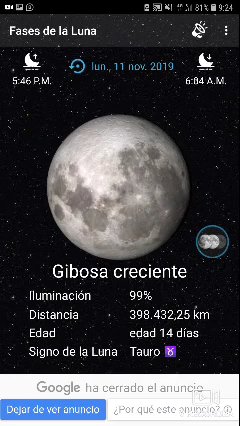 81% 9:24
Fases de la Luna
lun., 11 nov. 2019
5:46 P.M. 6:04 A.M.
Gibosa creciente
Iluminación 99%
Distancia 398.432,25 km
Edad edad 14 días
Signo de la Luna Tauro ♉
Google ha cerrado el anuncio
Dejar de ver anuncio ¿Por qué este anuncio?